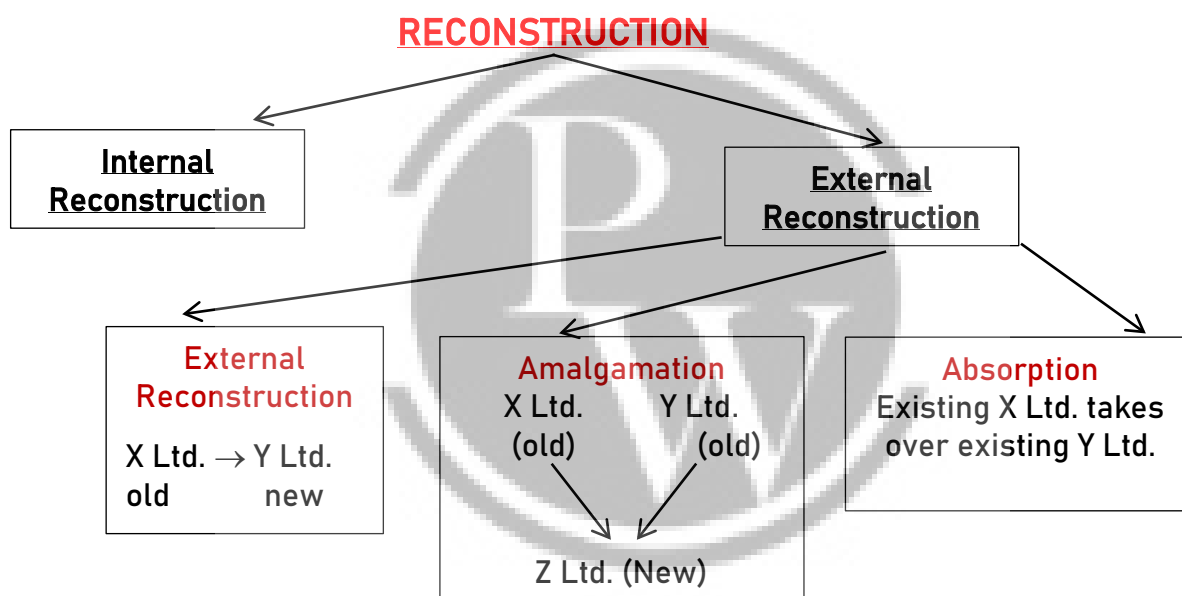 RECONSTRUCTION
Internal
Reconstruction
External
Reconstruction
External
Reconstruction
X Ltd. → Y Ltd.
old new
Amalgamation
X Ltd. Y Ltd.
(old) (old)
Z Ltd. (New)
Absorption
Existing X Ltd. takes
over existing Y Ltd.
PW